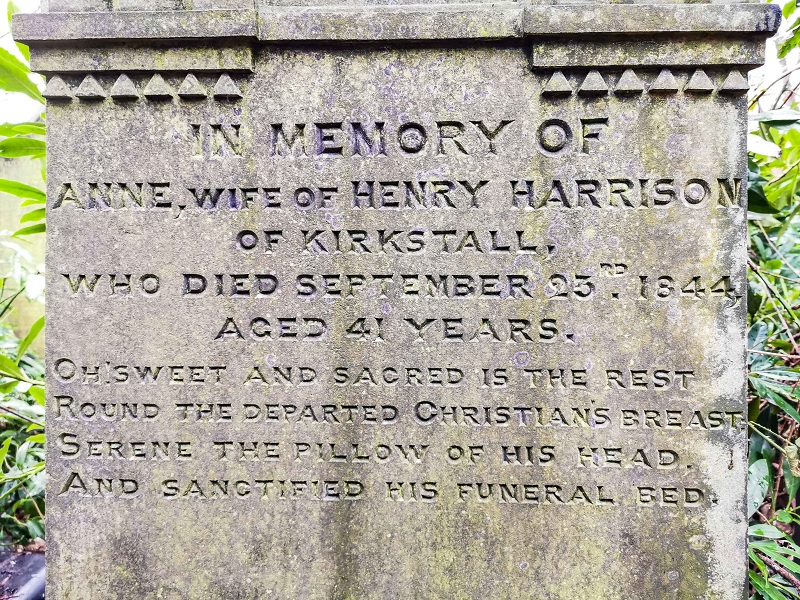 IN MEMORY OF
ANNE, WIFE OF HENRY HARRISON
OF KIRKSTALL,
WHO DIED SEPTEMBER 23RD. 1844,
AGED 41 YEARS.
OH! SWEET AND SACRED IS THE REST
ROUND THE DEPARTED CHRISTIAN'S BREAST
SERENE THE PILLOW OF HIS HEAD.
AND SANCTIFIED HIS FUNERAL BED.